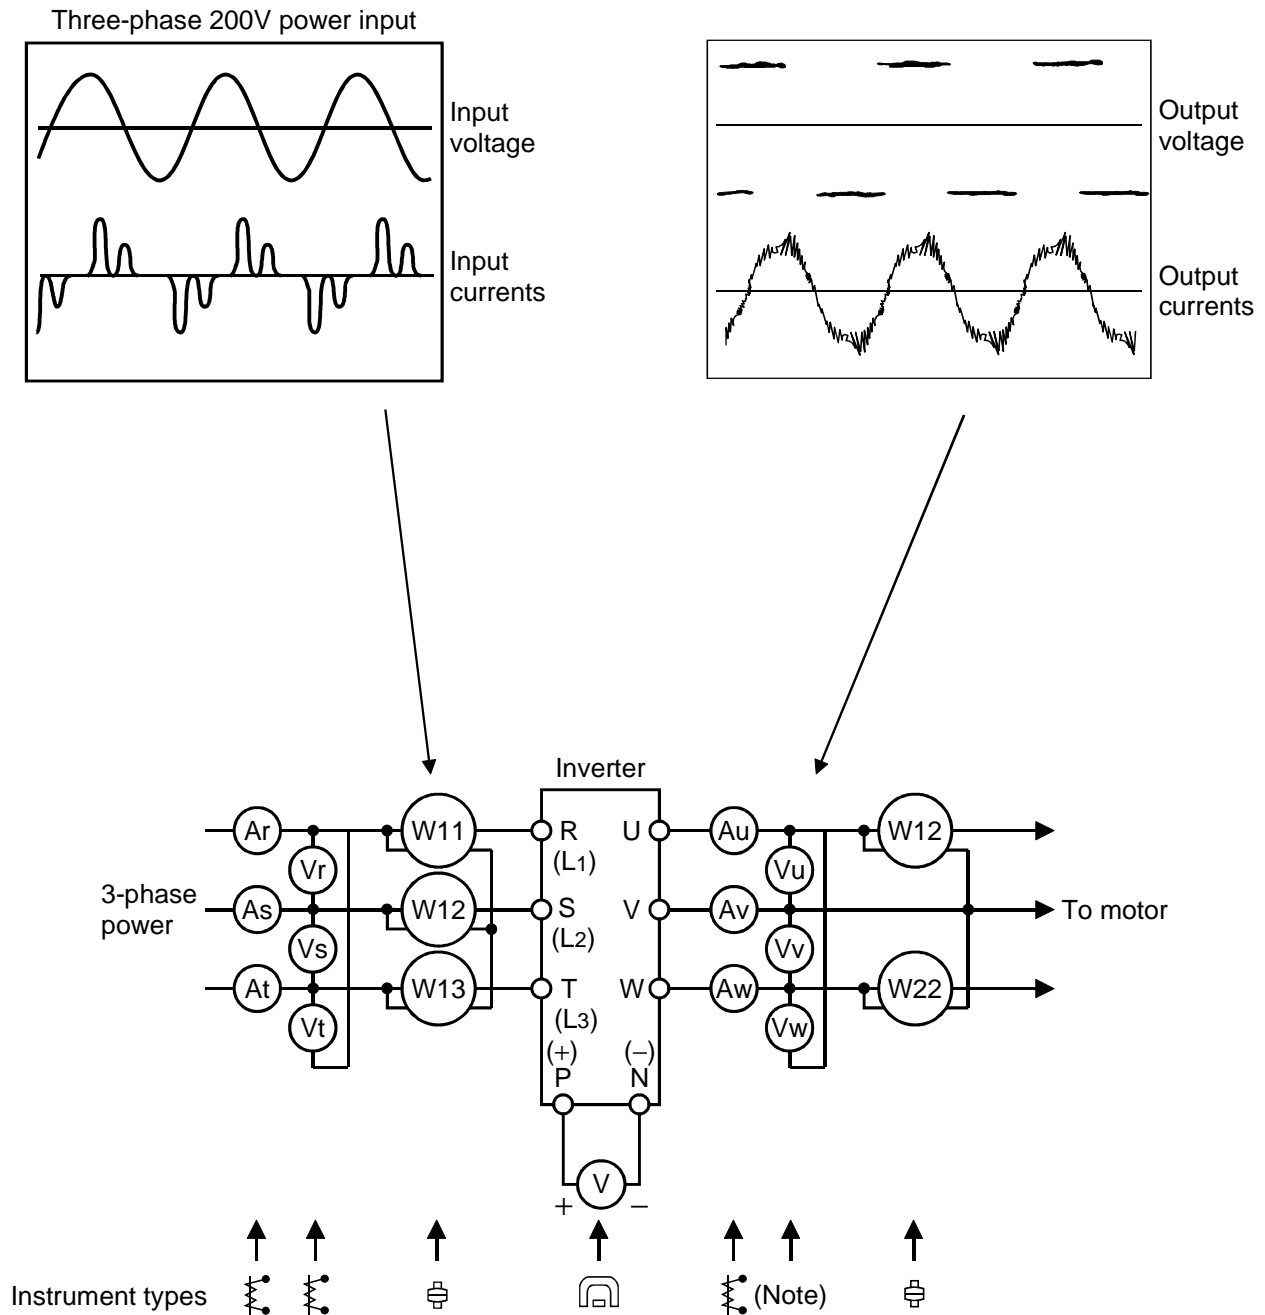 Three-phase 200V power input
Input
voltage
Input
currents
Output
voltage
Output
currents
Inverter
Ar
W11
R
U
Au
W12
(L1)
Vr
Vu
3-phase
power
As
W12
S
V
Av
To motor
(L2)
Vs
Vv
At
W13
T
W
Aw
W22
(L3)
Vt
Vw
(+)
(−)
P
N
V
+
−
Instrument types
(Note)